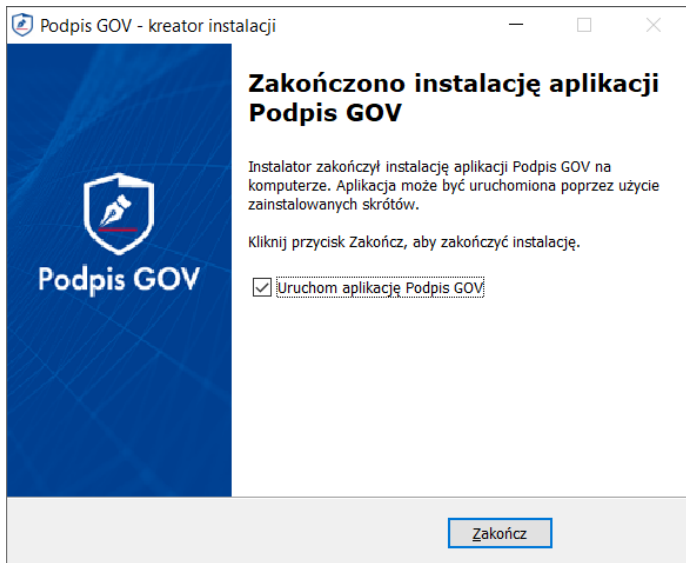 Podpis GOV - kreator instalacji
Zakończono instalację aplikacji
Podpis GOV
Instalator zakończył instalację aplikacji Podpis GOV na
komputerze. Aplikacja może być uruchomiona poprzez użycie
zainstalowanych skrótów.
Kliknij przycisk Zakończ, aby zakończyć instalację.
Podpis GOV
Uruchom aplikację Podpis GOV
Zakończ